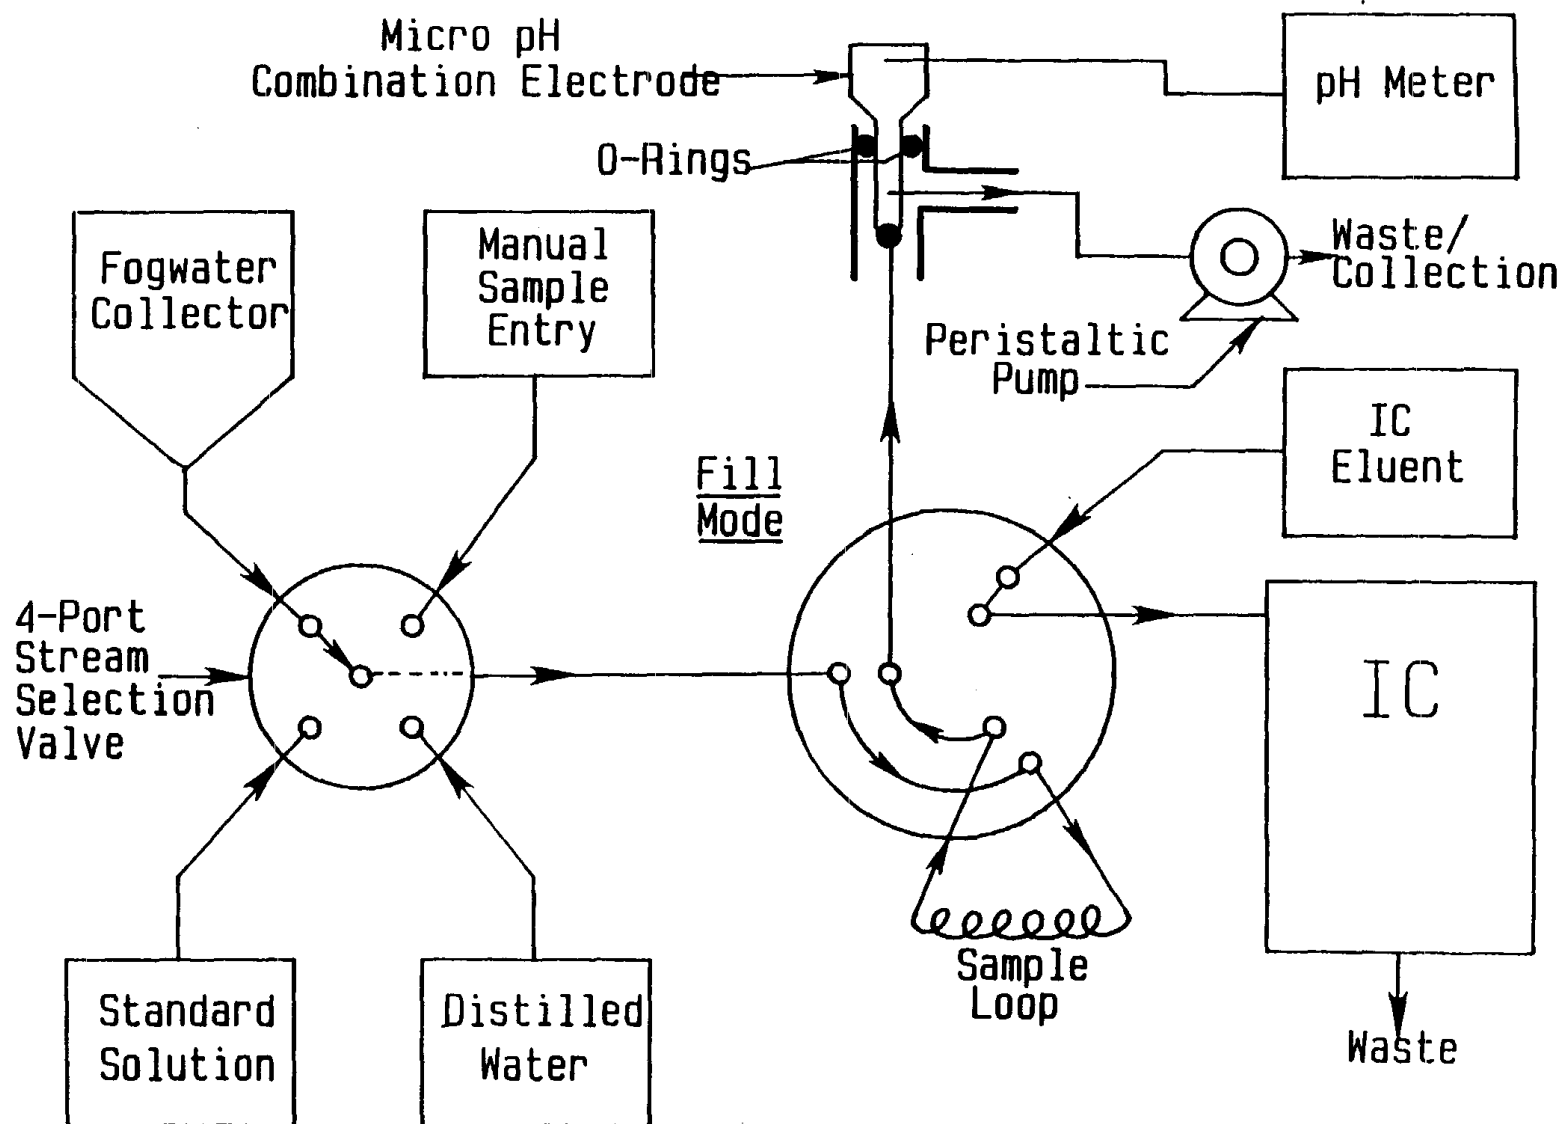 Micro pH
Combination Electrode
pH Meter
O-Rings
Waste/
Collection
Fogwater
Collector
Manual
Sample
Entry
Peristaltic
Pump
IC
Eluent
Fill
Mode
4-Port
Stream
Selection
Valve
IC
Sample
Loop
Standard
Solution
Distilled
Water
Waste